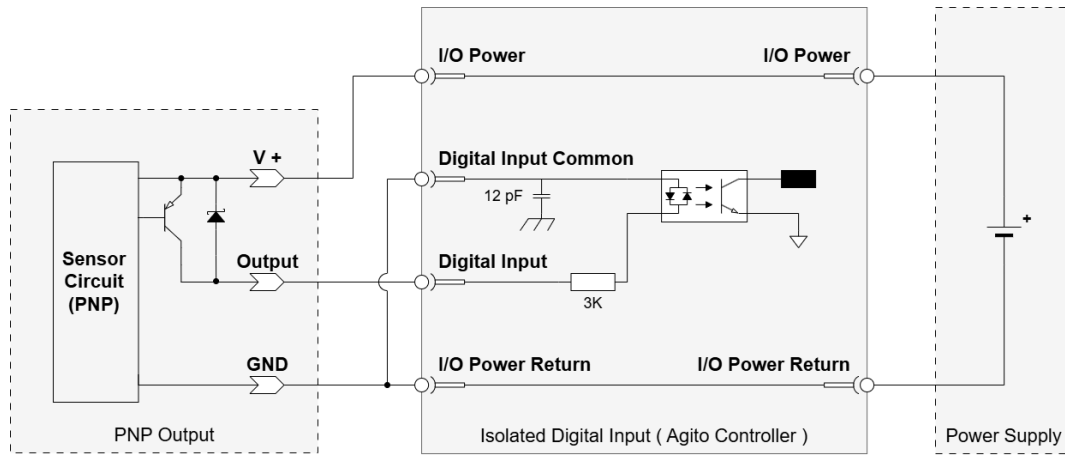 I/O Power
I/O Power
V +
Digital Input Common
12 pF
+
Sensor
Circuit
(PNP)
Output
Digital Input
3K
GND
I/O Power Return
I/O Power Return
PNP Output
Isolated Digital Input ( Agito Controller )
Power Supply